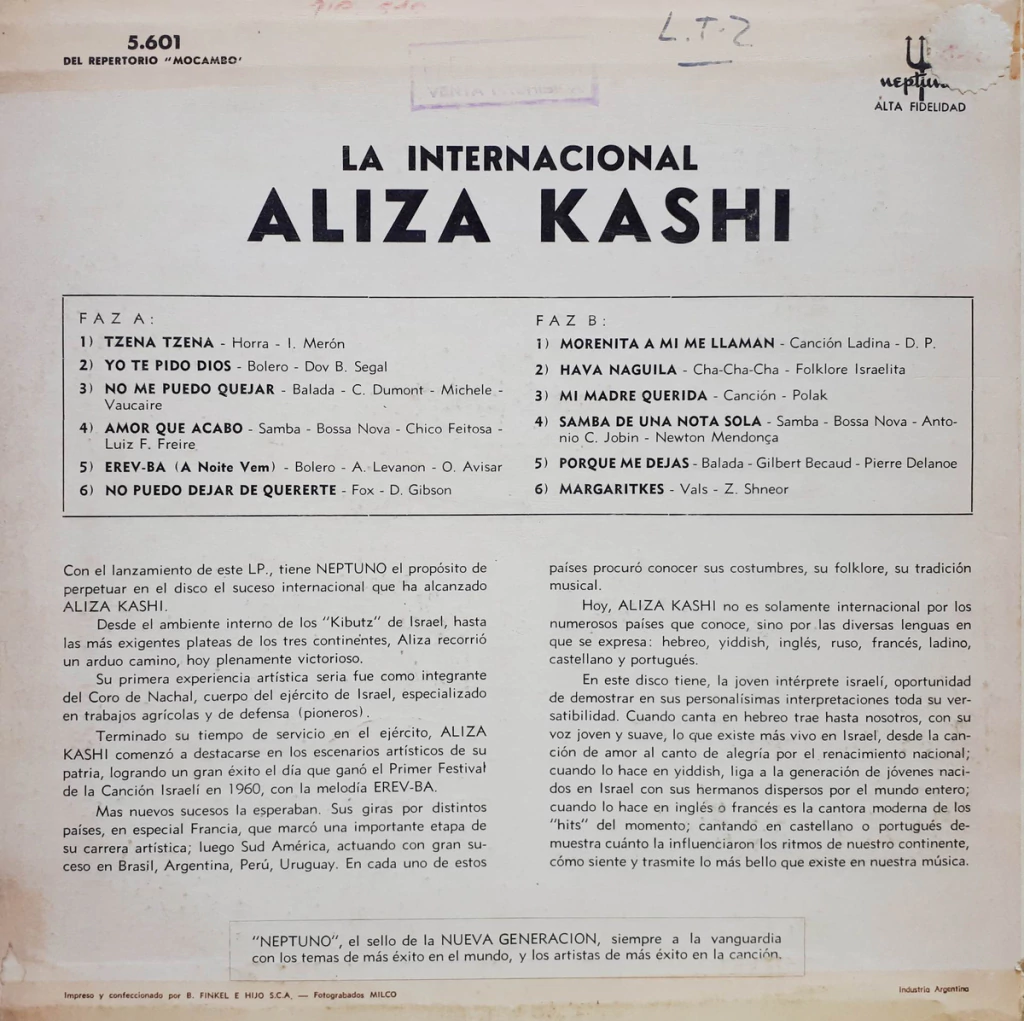 5.601
DEL REPERTORIO "MOCAMBO"
L.T-2
ALTA FIDELIDAD
LA INTERNACIONAL
ALIZA KASHI
FAZ A:
1) TZENA TZENA - Horra - I. Merón
2) YO TE PIDO DIOS - Bolero - Dov B. Segal
3) NO ME PUEDO QUEJAR - Balada - C. Dumont - Michele -
Vaucaire
4) AMOR QUE ACABO - Samba - Bossa Nova - Chico Feitosa -
Luiz F. Freire
5) EREV-BA (A Noite Vem) - Bolero - A. Levanon - O. Avisar
6) NO PUEDO DEJAR DE QUERERTE - Fox - D. Gibson
FAZ B:
1) MORENITA A MI ME LLAMAN - Canción Ladina - D. P.
2) HAVA NAGUILA - Cha-Cha-Cha - Folklore Israelita
3) MI MADRE QUERIDA - Canción - Polak
4) SAMBA DE UNA NOTA SOLA - Samba - Bossa Nova - Anto-
nio C. Jobin - Newton Mendonça
5) PORQUE ME DEJAS - Balada - Gilbert Becaud - Pierre Delanoe
6) MARGARITKES - Vals - Z. Shneor
Con el lanzamiento de este LP., tiene NEPTUNO el propósito de
perpetuar en el disco el suceso internacional que ha alcanzado
ALIZA KASHI.
Desde el ambiente interno de los "Kibutz" de Israel, hasta
las más exigentes plateas de los tres continentes, Aliza recorrió
un arduo camino, hoy plenamente victorioso.
Su primera experiencia artística seria fue como integrante
del Coro de Nachal, cuerpo del ejército de Israel, especializado
en trabajos agrícolas y de defensa (pioneros).
Terminado su tiempo de servicio en el ejército, ALIZA
KASHI comenzó a destacarse en los escenarios artísticos de su
patria, logrando un gran éxito el día que ganó el Primer Festival
de la Canción Israelí en 1960, con la melodía EREV-BA.
Mas nuevos sucesos la esperaban. Sus giras por distintos
países, en especial Francia, que marcó una importante etapa de
su carrera artística; luego Sud América, actuando con gran su-
ceso en Brasil, Argentina, Perú, Uruguay. En cada uno de estos
países procuró conocer sus costumbres, su folklore, su tradición
musical.
Hoy, ALIZA KASHI no es solamente internacional por los
numerosos países que conoce, sino por las diversas lenguas en
que se expresa: hebreo, yiddish, inglés, ruso, francés, ladino,
castellano y portugués.
En este disco tiene, la joven intérprete israelí, oportunidad
de demostrar en sus personalísimas interpretaciones toda su ver-
satibilidad. Cuando canta en hebreo trae hasta nosotros, con su
voz joven y suave, lo que existe más vivo en Israel, desde la can-
ción de amor al canto de alegría por el renacimiento nacional;
cuando lo hace en yiddish, liga a la generación de jóvenes naci-
dos en Israel con sus hermanos dispersos por el mundo entero;
cuando lo hace en inglés o francés es la cantora moderna de los
"hits" del momento; cantando en castellano o portugués de-
muestra cuánto la influenciaron los ritmos de nuestro continente,
cómo siente y trasmite lo más bello que existe en nuestra música.
"NEPTUNO", el sello de la NUEVA GENERACION, siempre a la vanguardia
con los temas de más éxito en el mundo, y los artistas de más éxito en la canción.
Impreso y confeccionado por B. FINKEL E HIJO S.C.A. — Fotograbados MILCO
Industria Argentina